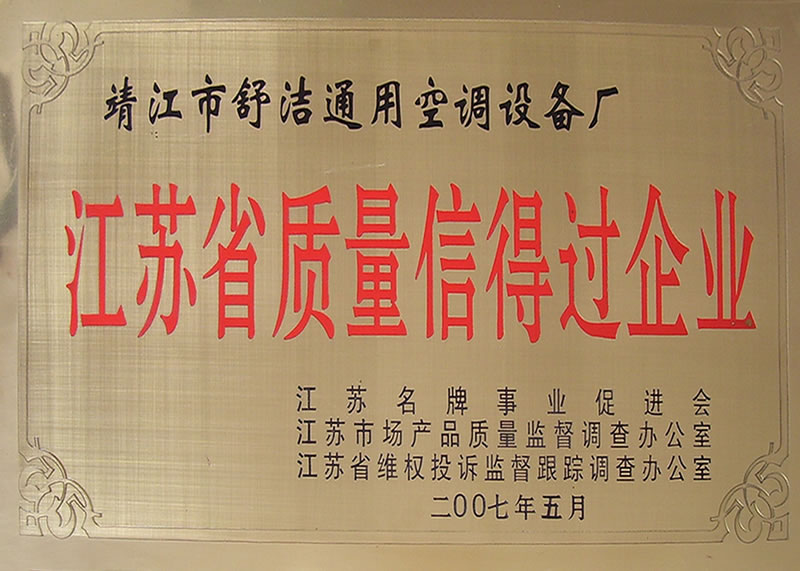 靖江市舒洁通用空调设备厂
江苏省质量信得过企业
江苏名牌事业促进会
江苏市场产品质量监督调查办公室
江苏省维权投诉监督跟踪调查办公室
二00七年五月